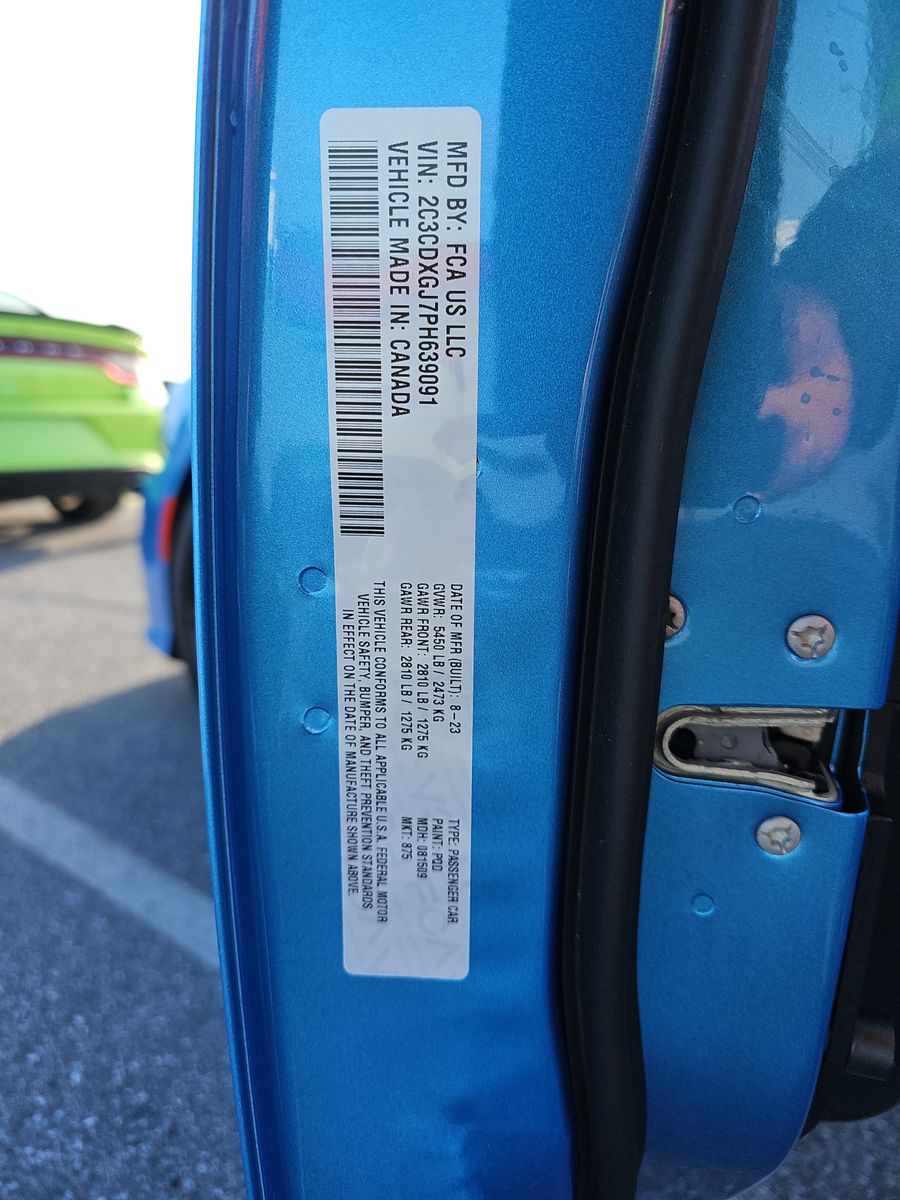 MFD BY: FCA US LLC
VIN: 2C3CDXGJ7PH639091
VEHICLE MADE IN: CANADA
DATE OF MFR (BUILT): 8-23
GVWR: 5450 LB / 2473 KG
GAWR FRONT: 2810 LB / 1275 KG
GAWR REAR: 2810 LB / 1275 KG
TYPE: PASSENGER CAR
PAINT: PQD
MDH: 081509
MKT: 875
THIS VEHICLE CONFORMS TO ALL APPLICABLE U.S.A. FEDERAL MOTOR
VEHICLE SAFETY, BUMPER, AND THEFT PREVENTION STANDARDS
IN EFFECT ON THE DATE OF MANUFACTURE SHOWN ABOVE.